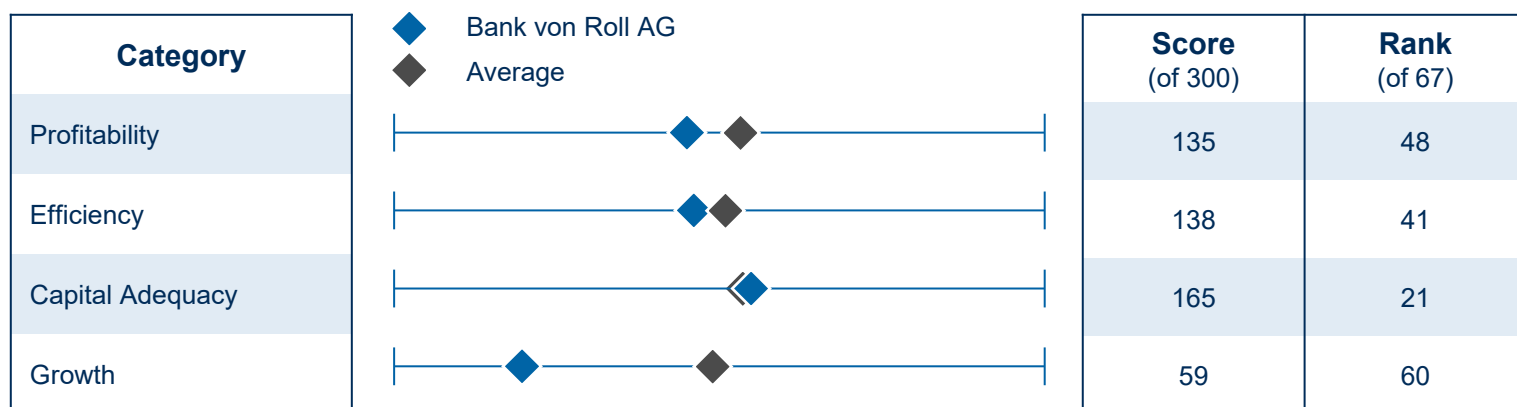 Category
Bank von Roll AG
Average
Score
(of 300)
Rank
(of 67)
Profitability
135
48
Efficiency
138
41
Capital Adequacy
165
21
Growth
59
60